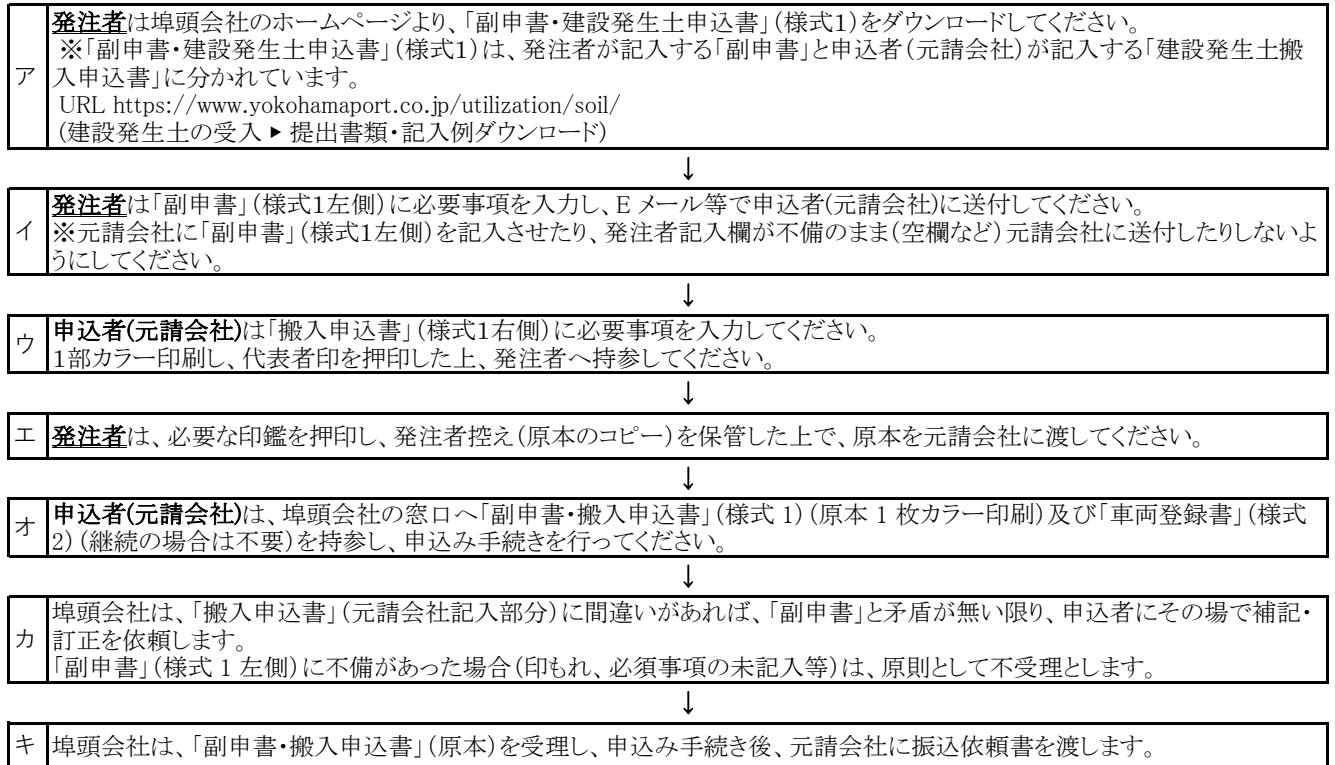 発注者は埠頭会社のホームページより、「副申書・建設発生土申込書」(様式1)をダウンロードしてください。
※「副申書・建設発生土申込書」(様式1)は、発注者が記入する「副申書」と申込者(元請会社)が記入する「建設発生土搬
ア 入申込書」に分かれています。
URL https://www.yokohamaport.co.jp/utilization/soil/
(建設発生土の受入▶提出書類・記入例ダウンロード)
↓
発注者は「副申書」(様式1左側)に必要事項を入力し、E メール等で申込者(元請会社)に送付してください。
イ ※元請会社に「副申書」(様式1左側)を記入させたり、発注者記入欄が不備のまま(空欄など)元請会社に送付したりしないよ
うにしてください。
↓
ウ 申込者(元請会社)は「搬入申込書」(様式1右側)に必要事項を入力してください。
1部カラー印刷し、代表者印を押印した上、発注者へ持参してください。
↓
エ 発注者は、必要な印鑑を押印し、発注者控え(原本のコピー)を保管した上で、原本を元請会社に渡してください。
↓
オ 申込者(元請会社)は、埠頭会社の窓口へ「副申書・搬入申込書」(様式 1)(原本 1 枚カラー印刷)及び「車両登録書」(様式
2)(継続の場合は不要)を持参し、申込み手続きを行ってください。
↓
埠頭会社は、「搬入申込書」(元請会社記入部分)に間違いがあれば、「副申書」と矛盾が無い限り、申込者にその場で補記・
カ 訂正を依頼します。
「副申書」(様式 1 左側)に不備があった場合(印もれ、必須事項の未記入等)は、原則として不受理とします。
↓
キ 埠頭会社は、「副申書・搬入申込書」(原本)を受理し、申込み手続き後、元請会社に振込依頼書を渡します。